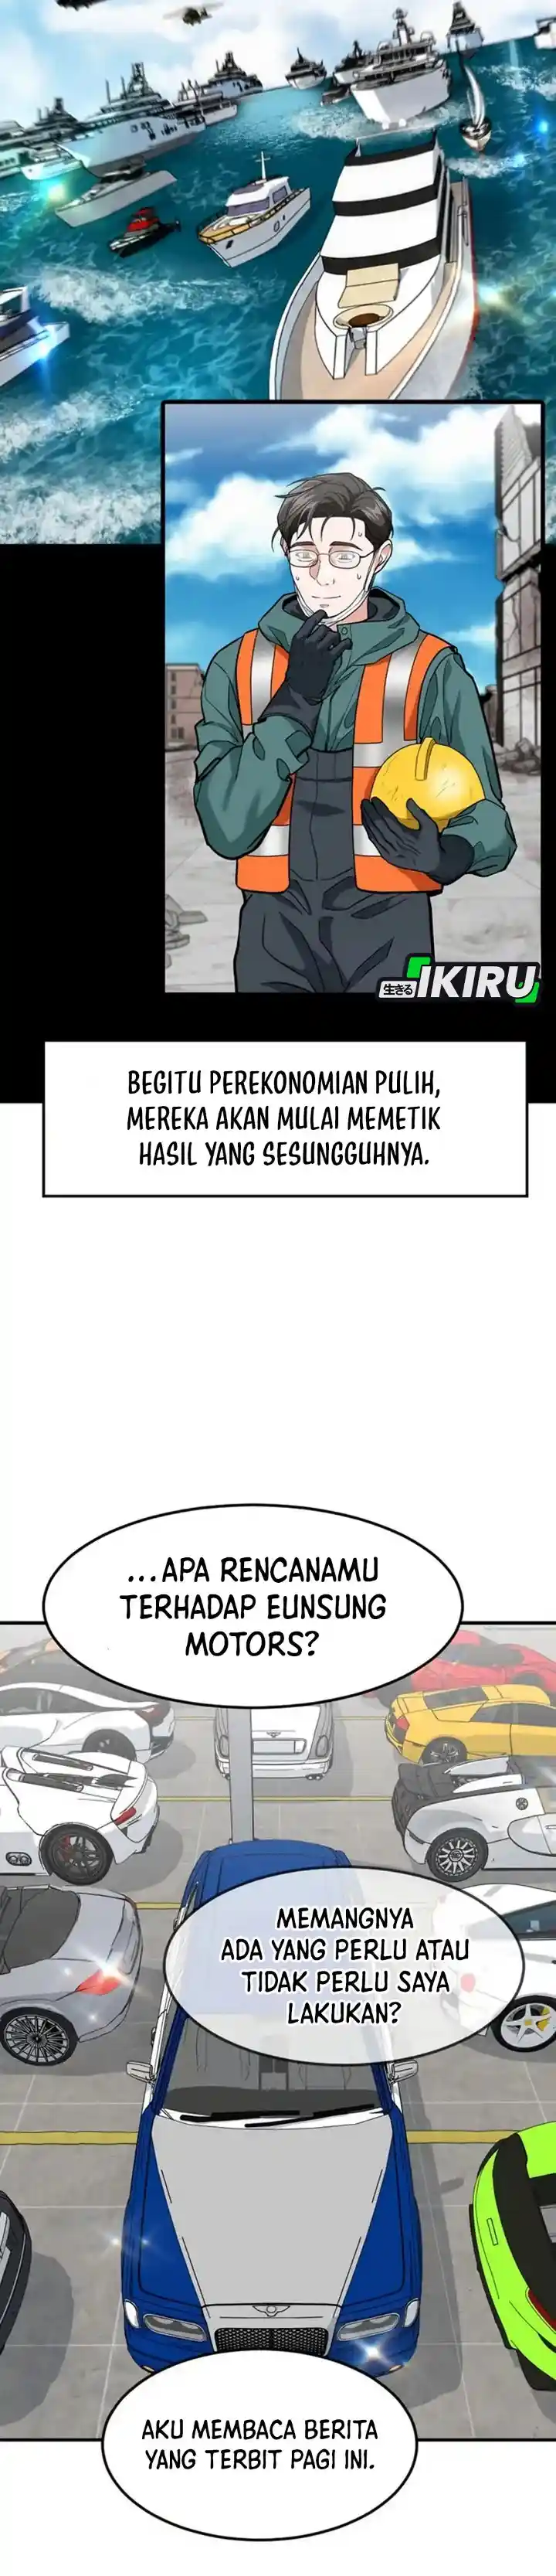 生きる IKIRU
BEGITU PEREKONOMIAN PULIH,
MEREKA AKAN MULAI MEMETIK
HASIL YANG SESUNGGUHNYA.
...APA RENCANAMU
TERHADAP EUNSUNG
MOTORS?
MEMANGNYA
ADA YANG PERLU ATAU
TIDAK PERLU SAYA
LAKUKAN?
AKU MEMBACA BERITA
YANG TERBIT PAGI INI.